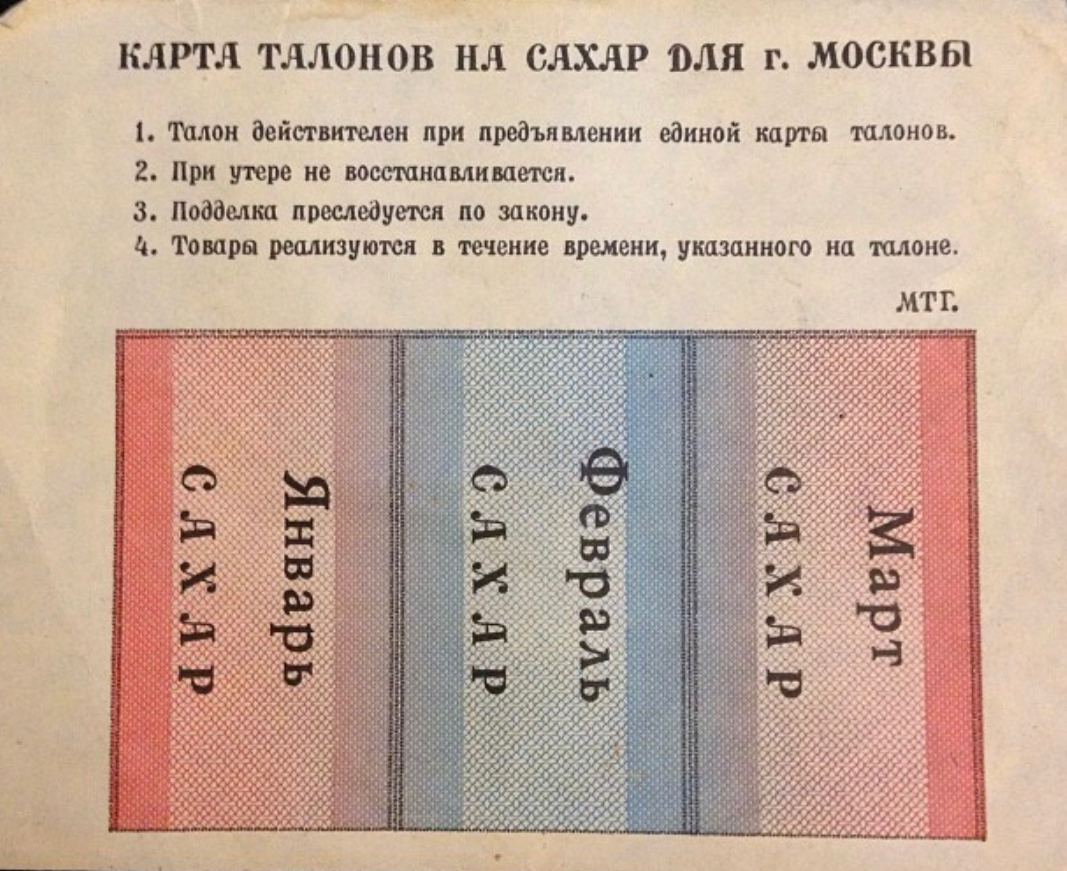 КАРТА ТАЛОНОВ НА САХАР ДЛЯ г. МОСКВЫ
1. Талон действителен при предъявлении единой карты талонов.
2. При утере не восстанавливается.
3. Подделка преследуется по закону.
4. Товары реализуются в течение времени, указанного на талоне.
МТГ.
Январь
САХАР
Февраль
САХАР
Март
САХАР